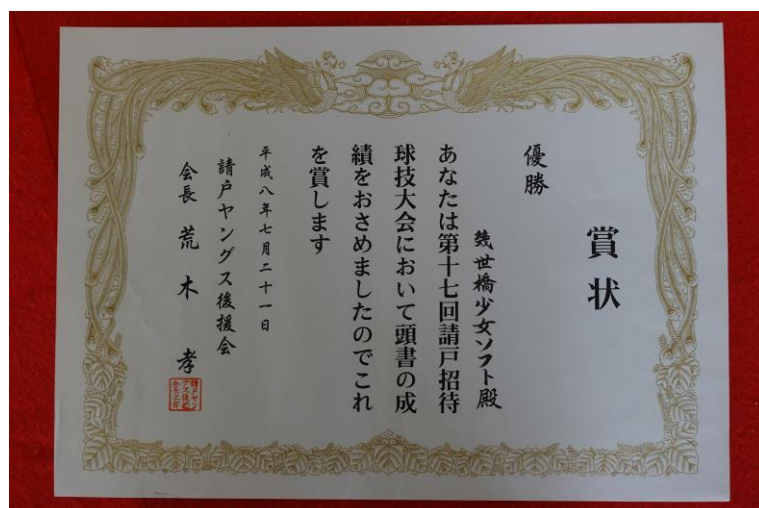 賞状
優勝
幾世橋少女ソフト殿
あなたは第十七回請戸招待
球技大会において頭書の成
績をおさめましたのでこれ
を賞します
平成八年七月二十一日
請戸ヤングス後援会
会長 荒木 孝